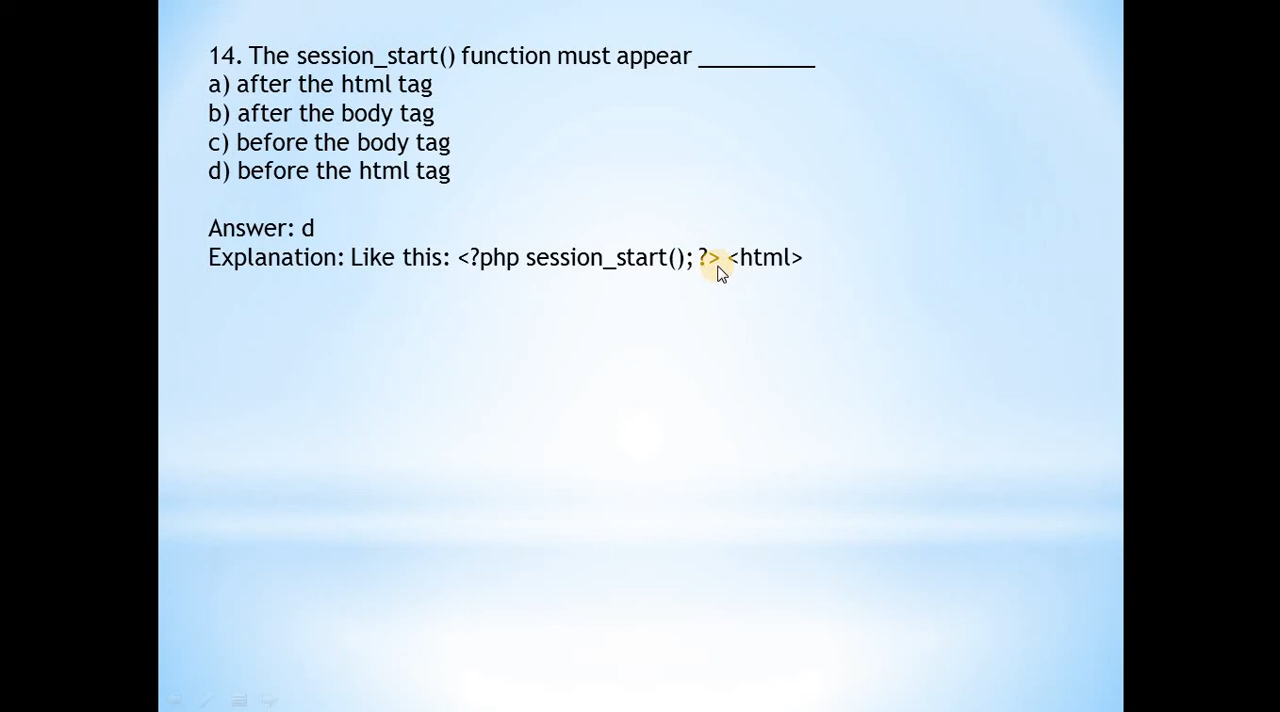 14. The session_start() function must appear __________
a) after the html tag
b) after the body tag
c) before the body tag
d) before the html tag
Answer: d
Explanation: Like this: <?php session_start(); ?> <html>